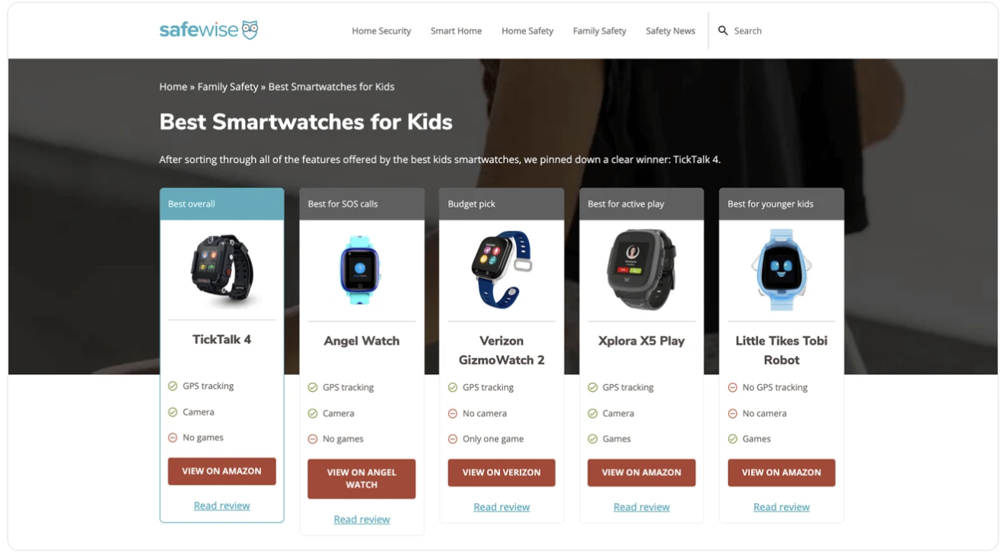 safewise
Home Security Smart Home Home Safety Family Safety Safety News Search
Home » Family Safety » Best Smartwatches for Kids
Best Smartwatches for Kids
After sorting through all of the features offered by the best kids smartwatches, we pinned down a clear winner: TickTalk 4.
Best overall
TickTalk 4
GPS tracking
Camera
No games
VIEW ON AMAZON
Read review
Best for SOS calls
Angel Watch
GPS tracking
Camera
No games
VIEW ON ANGEL
WATCH
Read review
Budget pick
Verizon
GizmoWatch 2
GPS tracking
No camera
Only one game
VIEW ON VERIZON
Read review
Best for active play
Xplora X5 Play
GPS tracking
Camera
Games
VIEW ON AMAZON
Read review
Best for younger kids
Little Tikes Tobi
Robot
No GPS tracking
No camera
Games
VIEW ON AMAZON
Read review